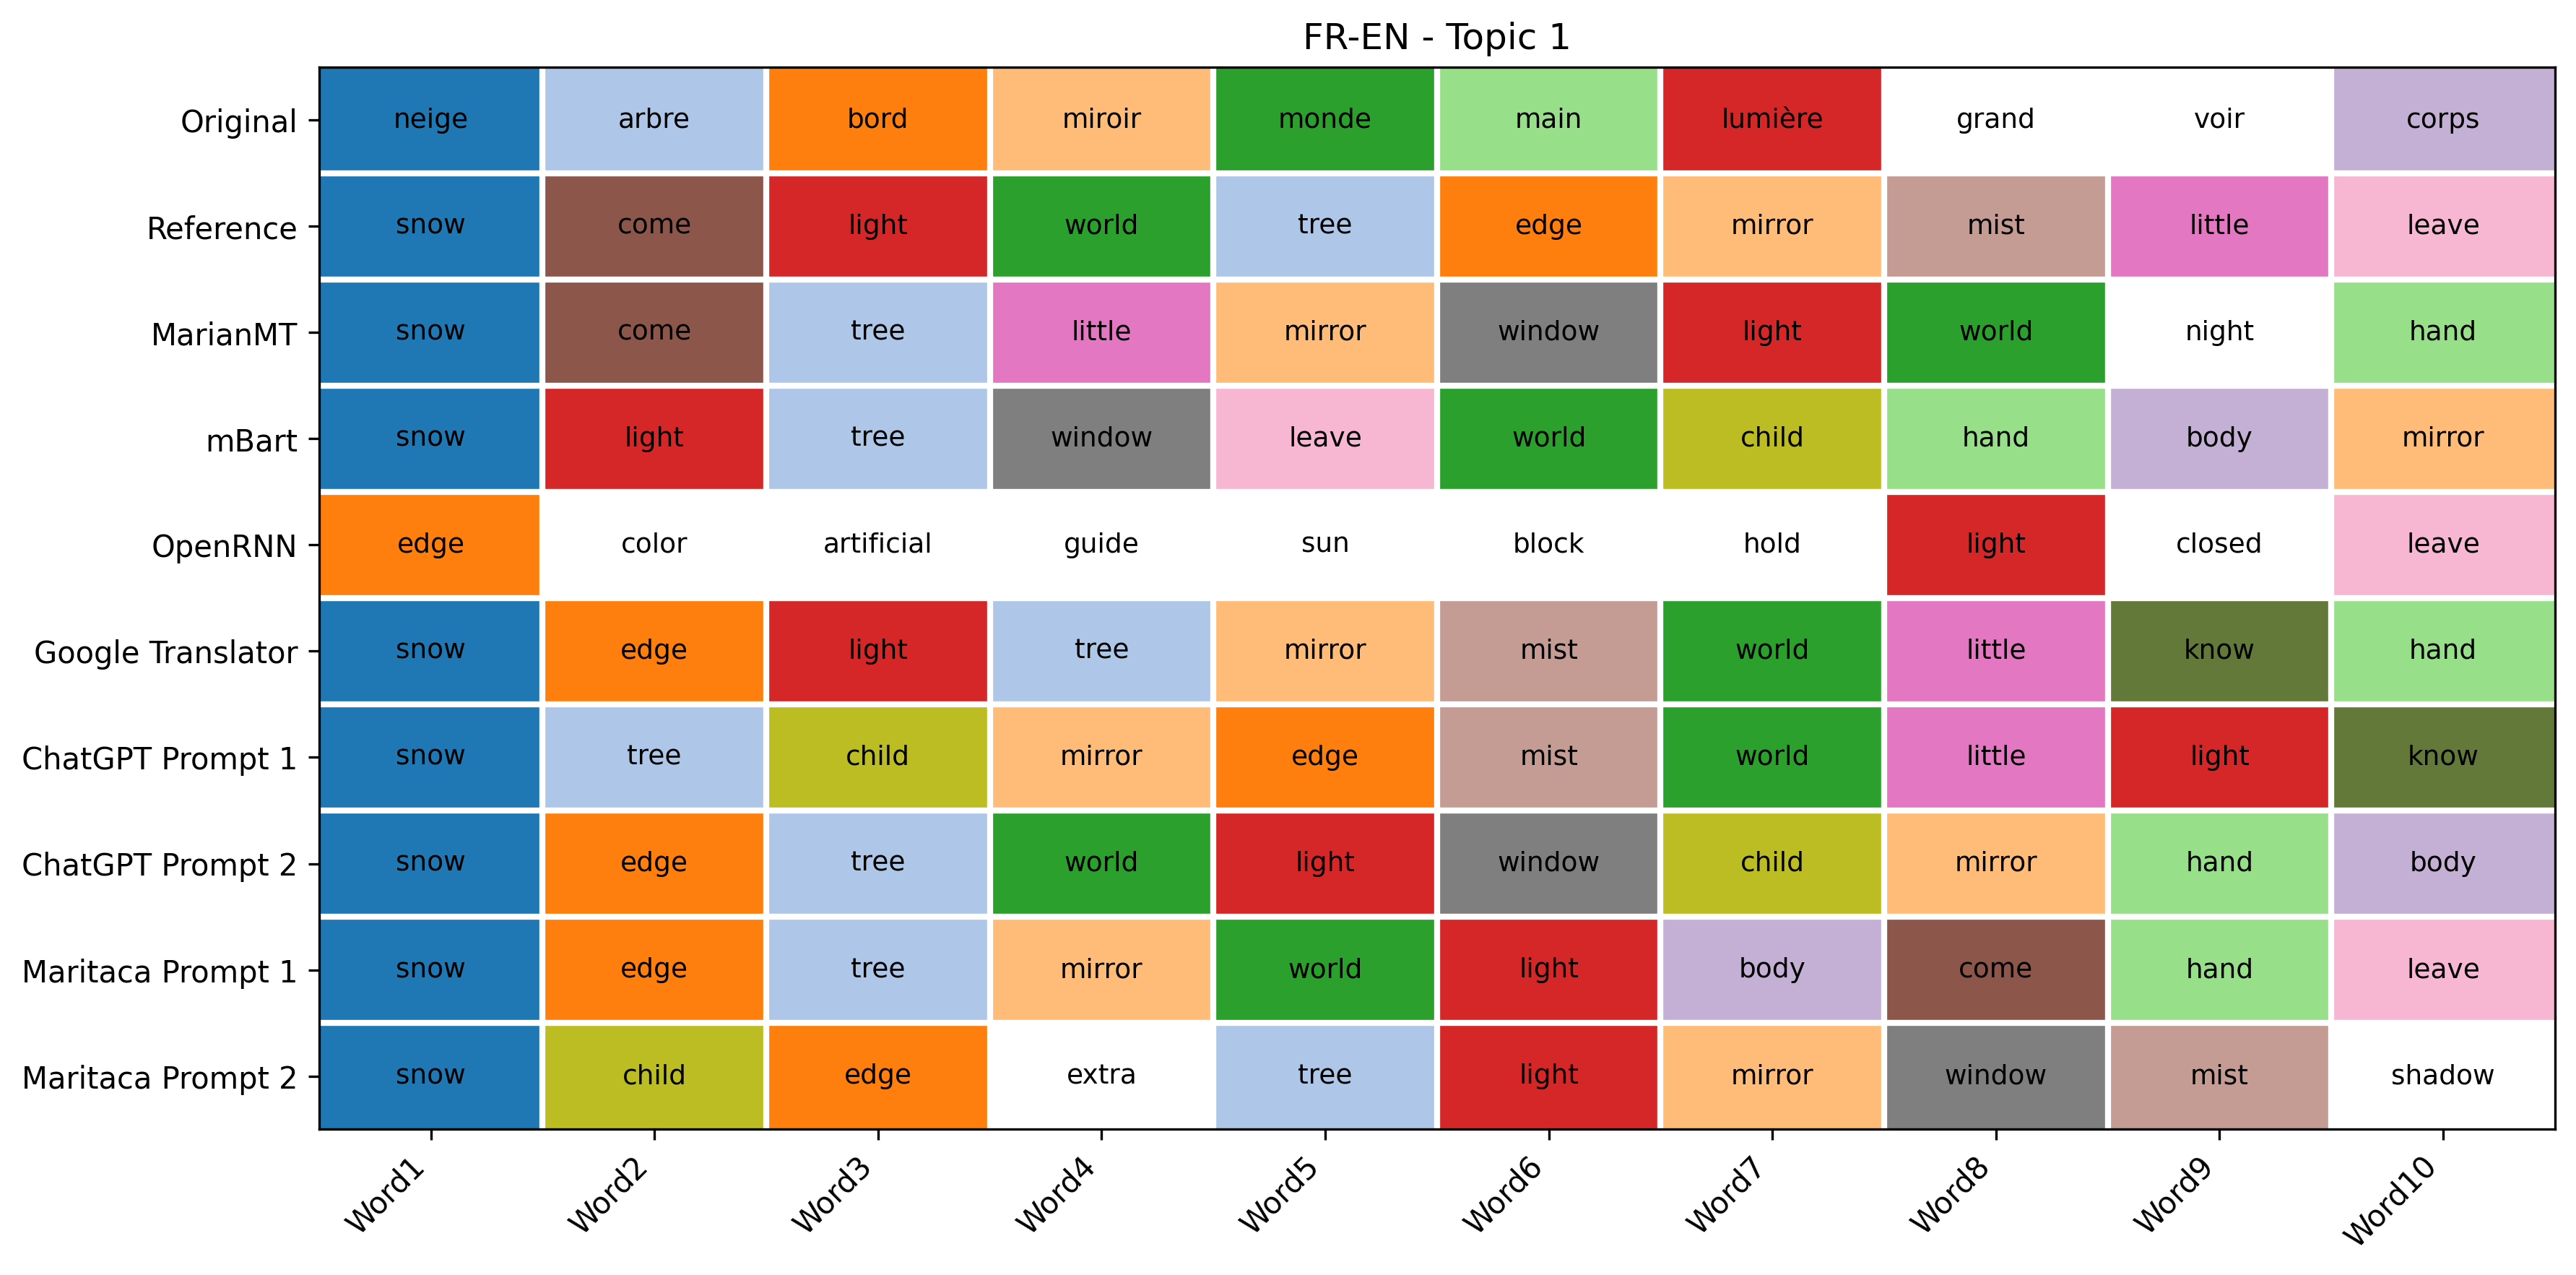 FR-EN - Topic 1
Original neige arbre bord miroir monde main lumière grand voir corps
Reference snow come light world tree edge mirror mist little leave
MarianMT snow come tree little mirror window light world night hand
mBart snow light tree window leave world child hand body mirror
OpenRNN edge color artificial guide sun block hold light closed leave
Google Translator snow edge light tree mirror mist world little know hand
ChatGPT Prompt 1 snow tree child mirror edge mist world little light know
ChatGPT Prompt 2 snow edge tree world light window child mirror hand body
Maritaca Prompt 1 snow edge tree mirror world light body come hand leave
Maritaca Prompt 2 snow child edge extra tree light mirror window mist shadow
Word1 Word2 Word3 Word4 Word5 Word6 Word7 Word8 Word9 Word10